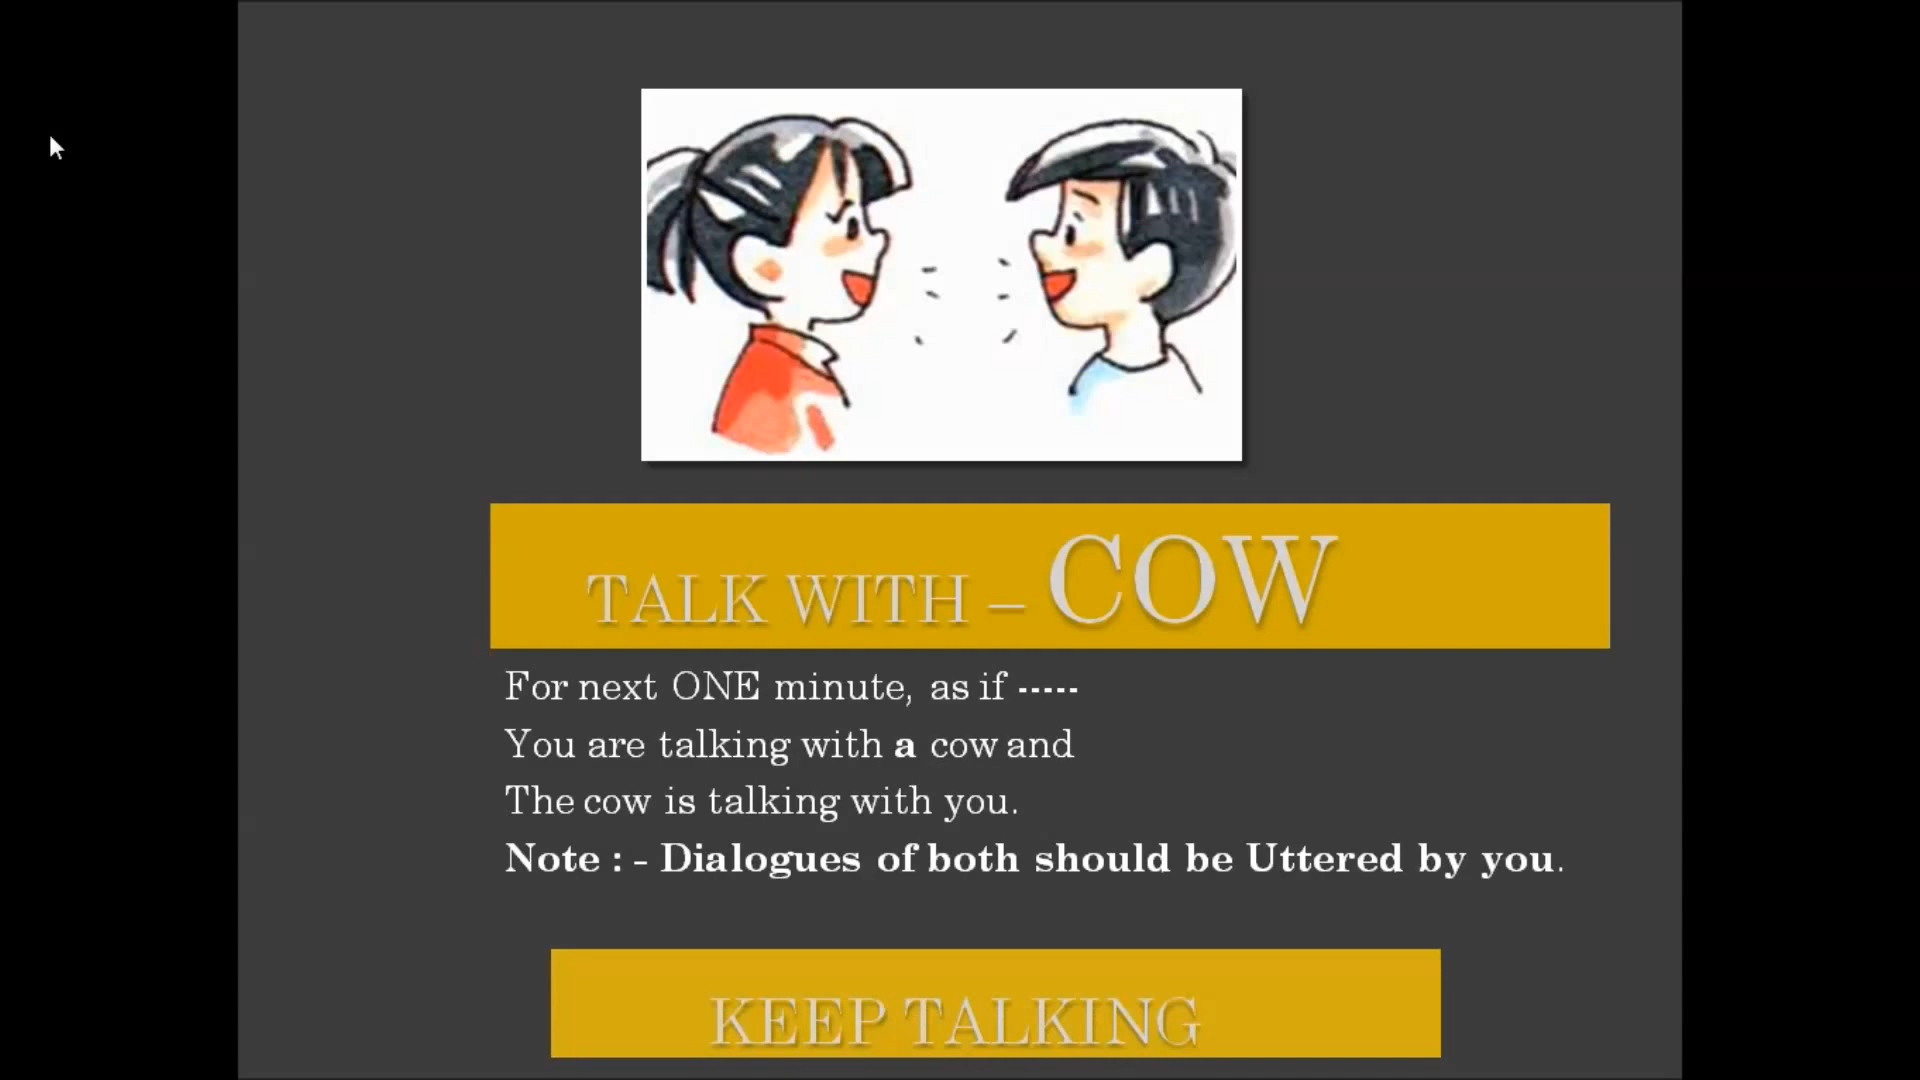 TALK WITH – COW
For next ONE minute, as if -----
You are talking with a cow and
The cow is talking with you.
Note : - Dialogues of both should be Uttered by you.
KEEP TALKING